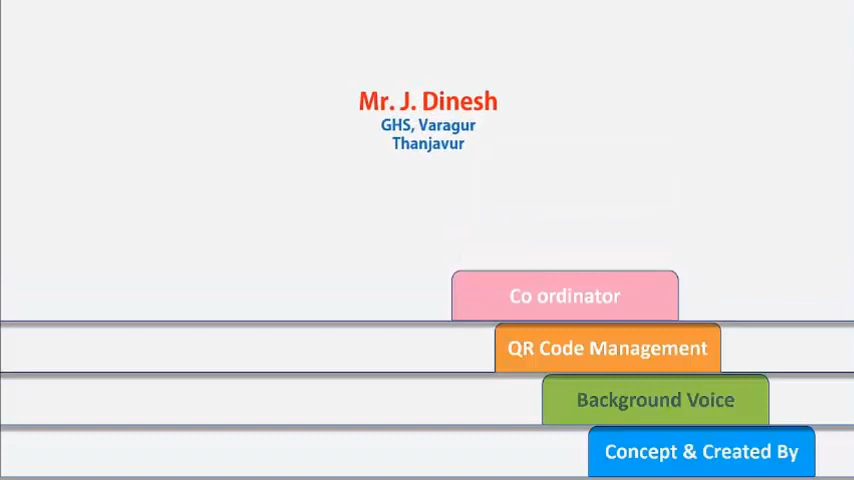 Mr. J. Dinesh
GHS, Varagur
Thanjavur
Co ordinator
QR Code Management
Background Voice
Concept & Created By